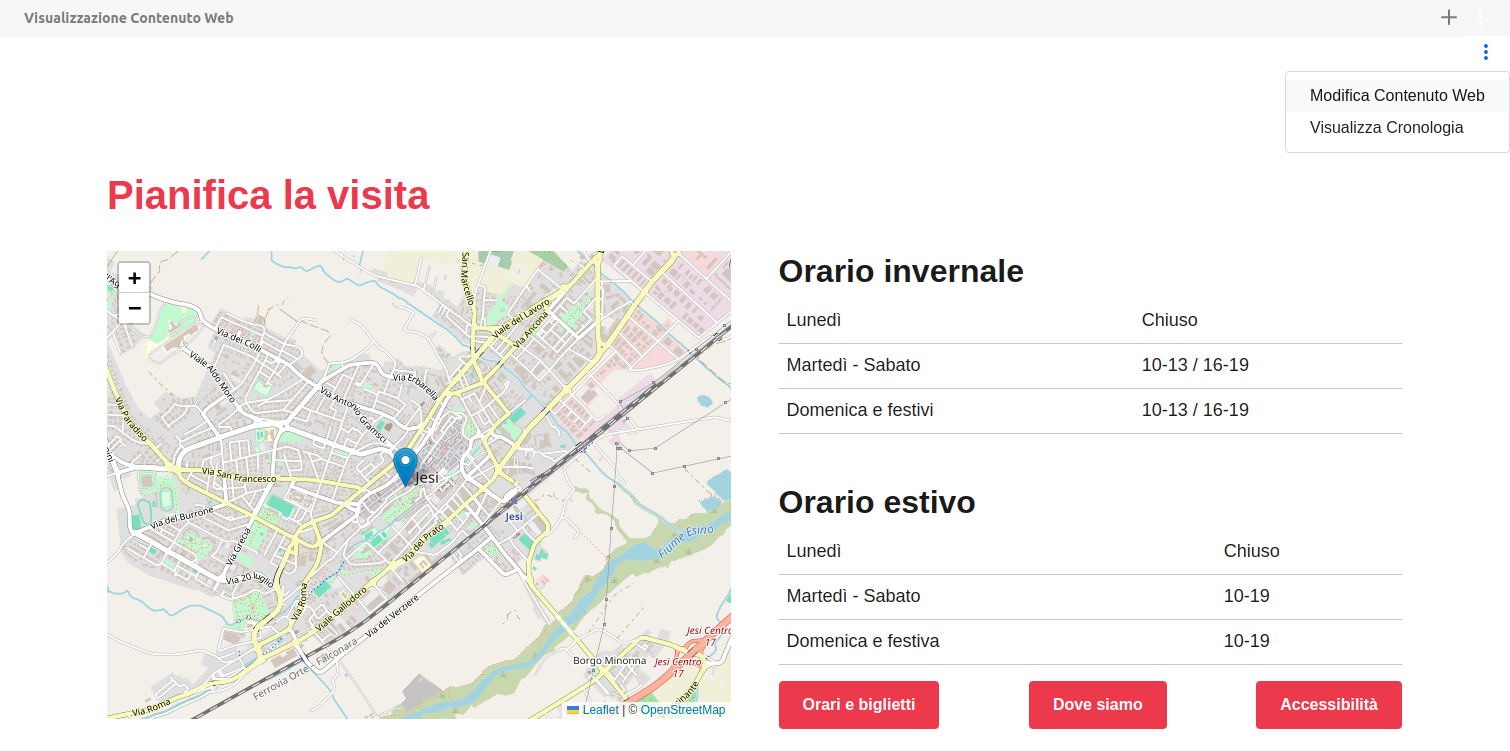 Visualizzazione Contenuto Web
Modifica Contenuto Web
Visualizza Cronologia
Pianifica la visita
+
−
San Marcello
Viale del Lavoro
Via Ancona
Via dei Colli
Viale Aldo Moro
Via Erbarella
Via Antonio Gramsci
Via Paradiso
Via San Francesco
Jesi
Via del Burrone
Jesi
Via Grecia
Via del Prato
Fiume Esino
Via 20 luglio
Via Roma
Viale Gallodoro
Via del Verziere
Jesi Centro
17
Borgo Minonna
Jesi Centro
17
Ferrovia Orte - Falconara
Via Roma
Leaflet | © OpenStreetMap
Orario invernale
Lunedì Chiuso
Martedì - Sabato 10-13 / 16-19
Domenica e festivi 10-13 / 16-19
Orario estivo
Lunedì Chiuso
Martedì - Sabato 10-19
Domenica e festiva 10-19
Orari e biglietti Dove siamo Accessibilità